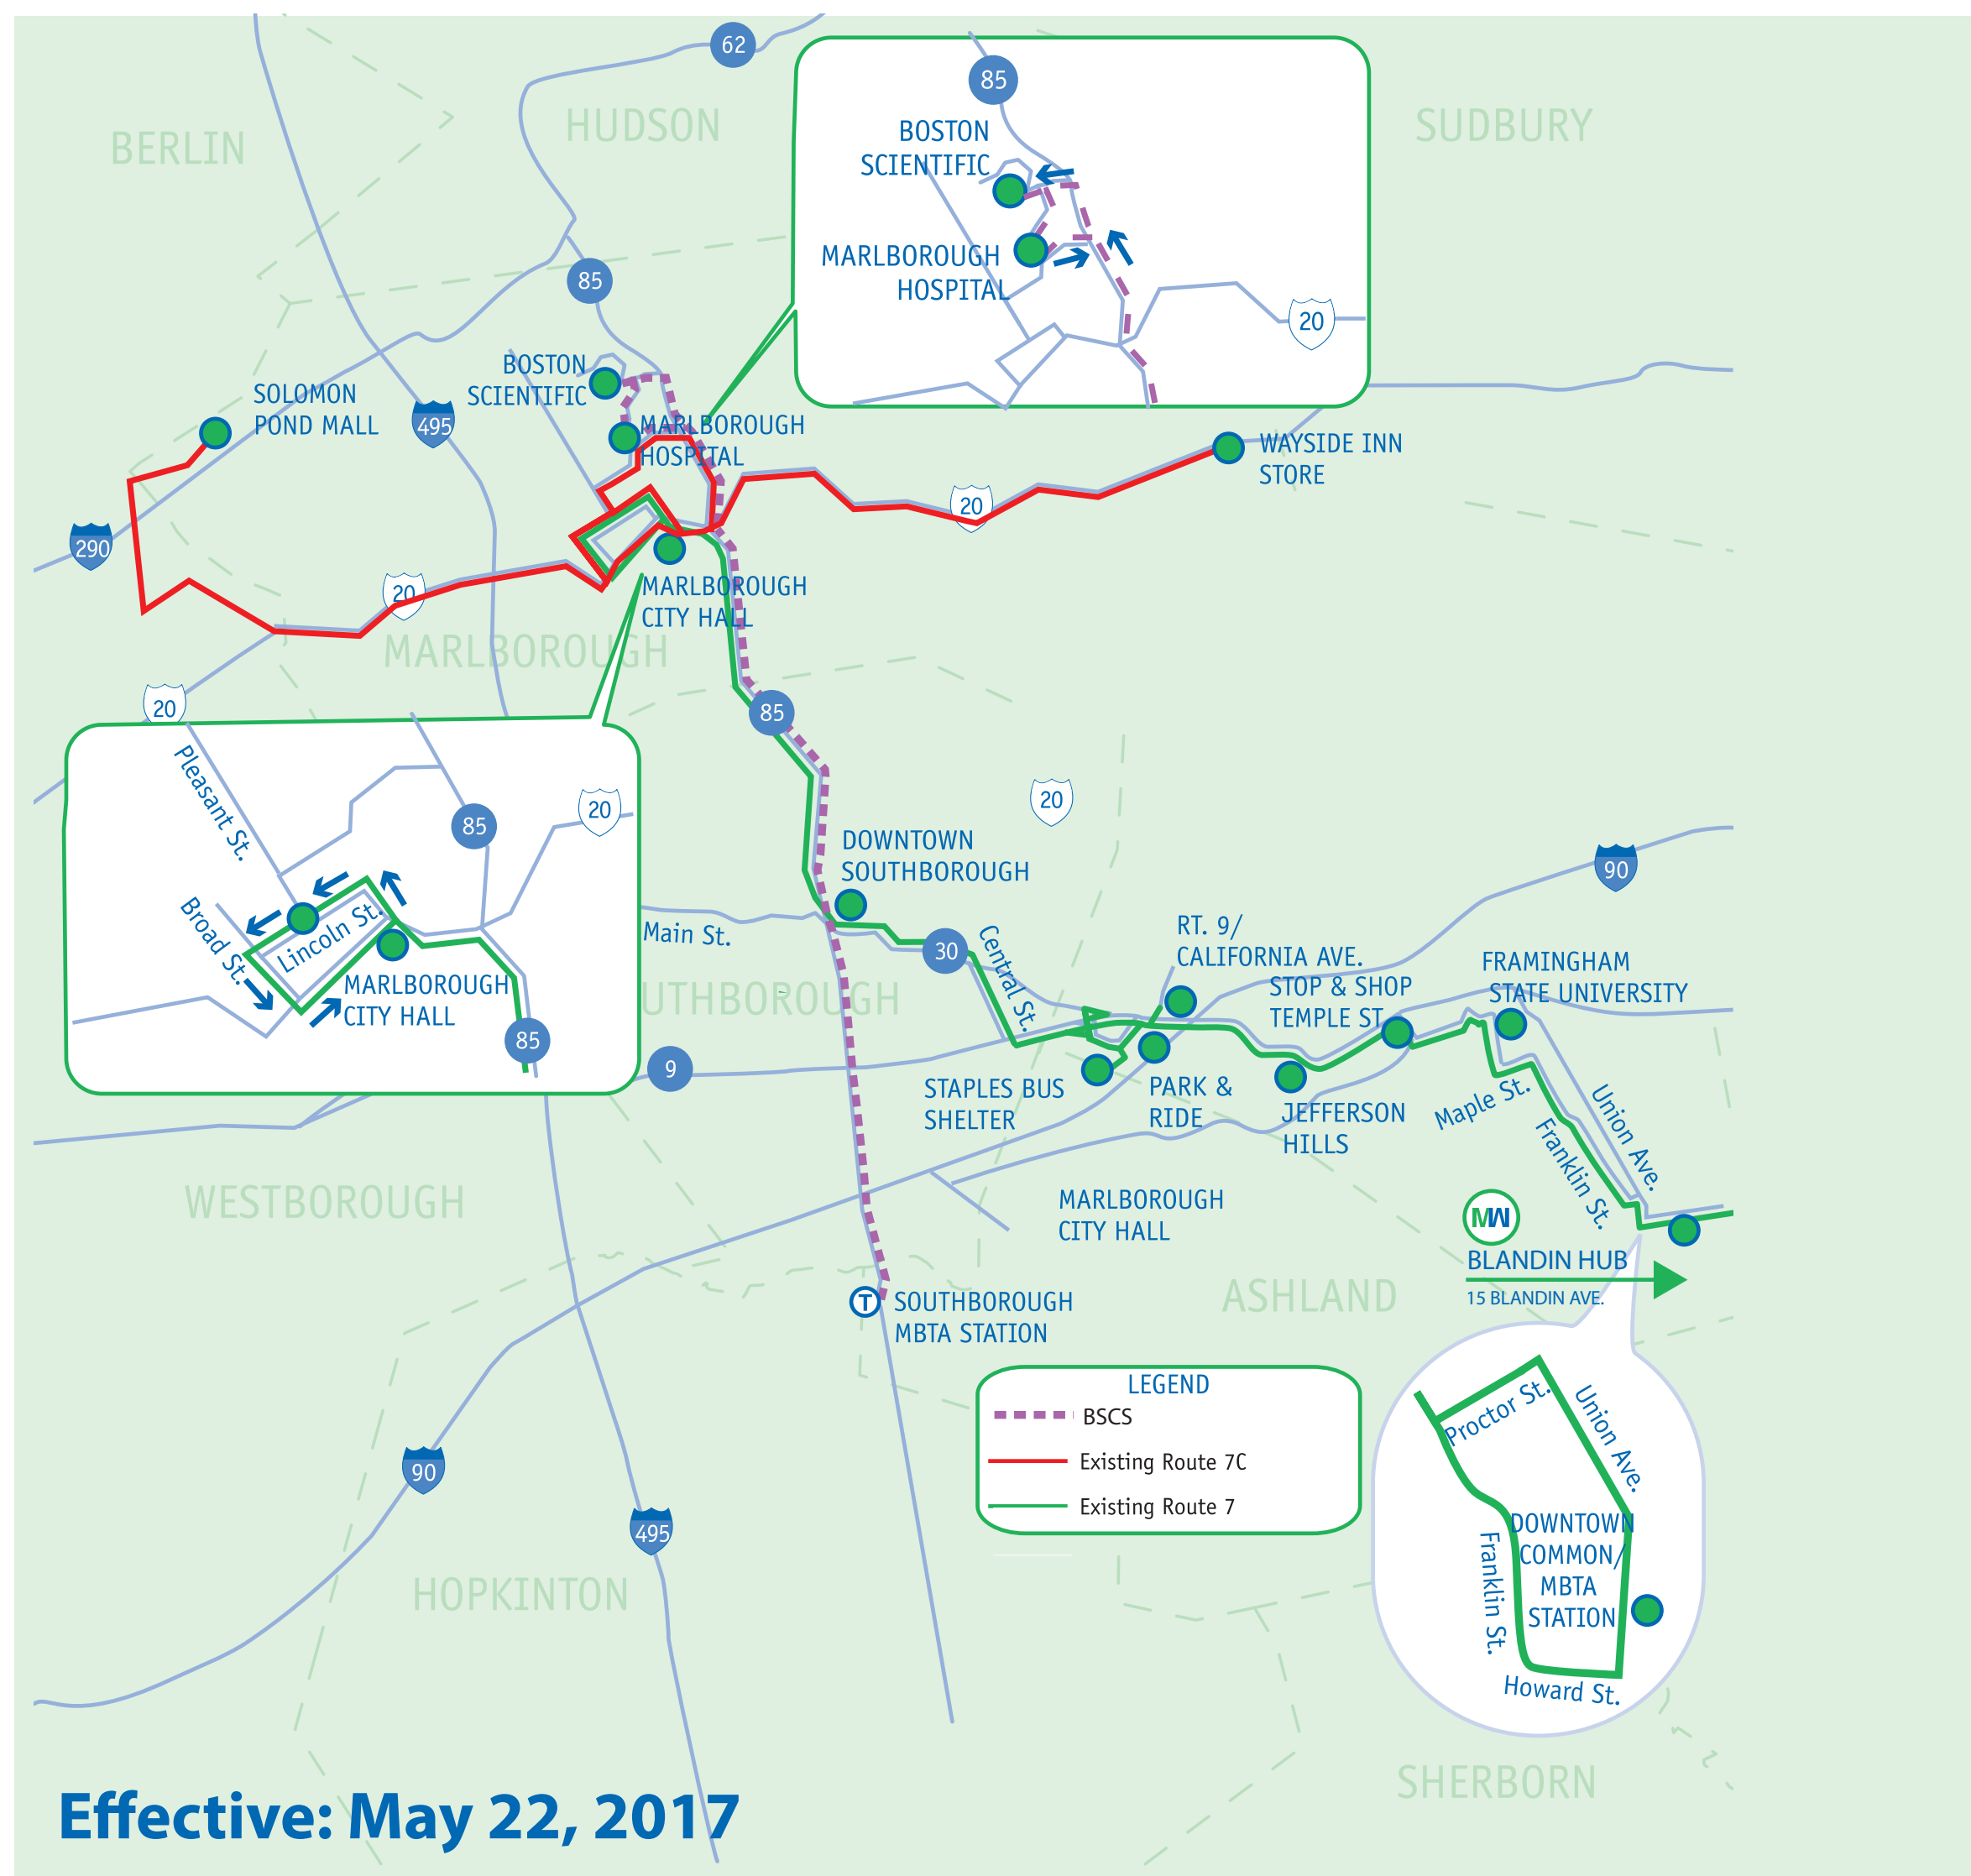 62
85
BOSTON
SCIENTIFIC
MARLBOROUGH
HOSPITAL
20
BERLIN
HUDSON
SUDBURY
85
BOSTON
SCIENTIFIC
SOLOMON
POND MALL
495
MARLBOROUGH
HOSPITAL
WAYSIDE INN
STORE
290
20
20
MARLBOROUGH
CITY HALL
MARLBOROUGH
20
85
Pleasant St.
85
20
20
Broad St.
Lincoln St.
MARLBOROUGH
CITY HALL
85
DOWNTOWN
SOUTHBOROUGH
90
Main St.
30
Central St.
RT. 9/
CALIFORNIA AVE.
STOP & SHOP
TEMPLE ST
FRAMINGHAM
STATE UNIVERSITY
UTHBOROUGH
9
STAPLES BUS
SHELTER
PARK &
RIDE
JEFFERSON
HILLS
Maple St.
Franklin St.
Union Ave.
WESTBOROUGH
MARLBOROUGH
CITY HALL
MW
BLANDIN HUB
15 BLANDIN AVE.
ASHLAND
T
SOUTHBOROUGH
MBTA STATION
LEGEND
BSCS
Existing Route 7C
Existing Route 7
Proctor St.
Union Ave.
Franklin St.
DOWNTOWN
COMMON/
MBTA
STATION
Howard St.
90
495
HOPKINTON
SHERBORN
Effective: May 22, 2017